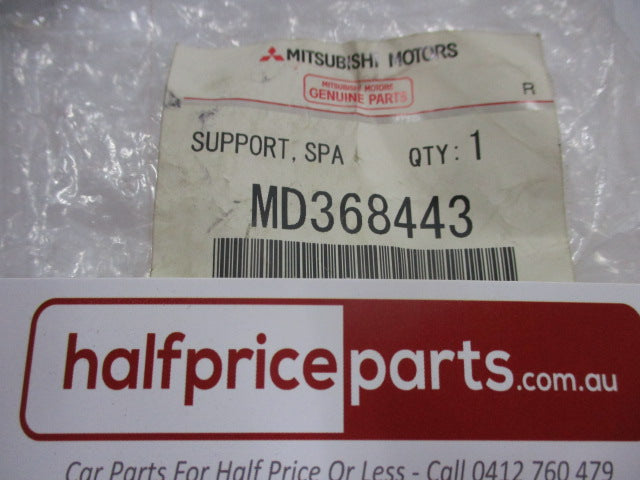 MITSUBISHI MOTORS
MITSUBISHI MOTORS
GENUINE PARTS
R
SUPPORT, SPA QTY: 1
MD368443
halfpriceparts.com.au
Car Parts For Half Price Or Less - Call 0412 760 479